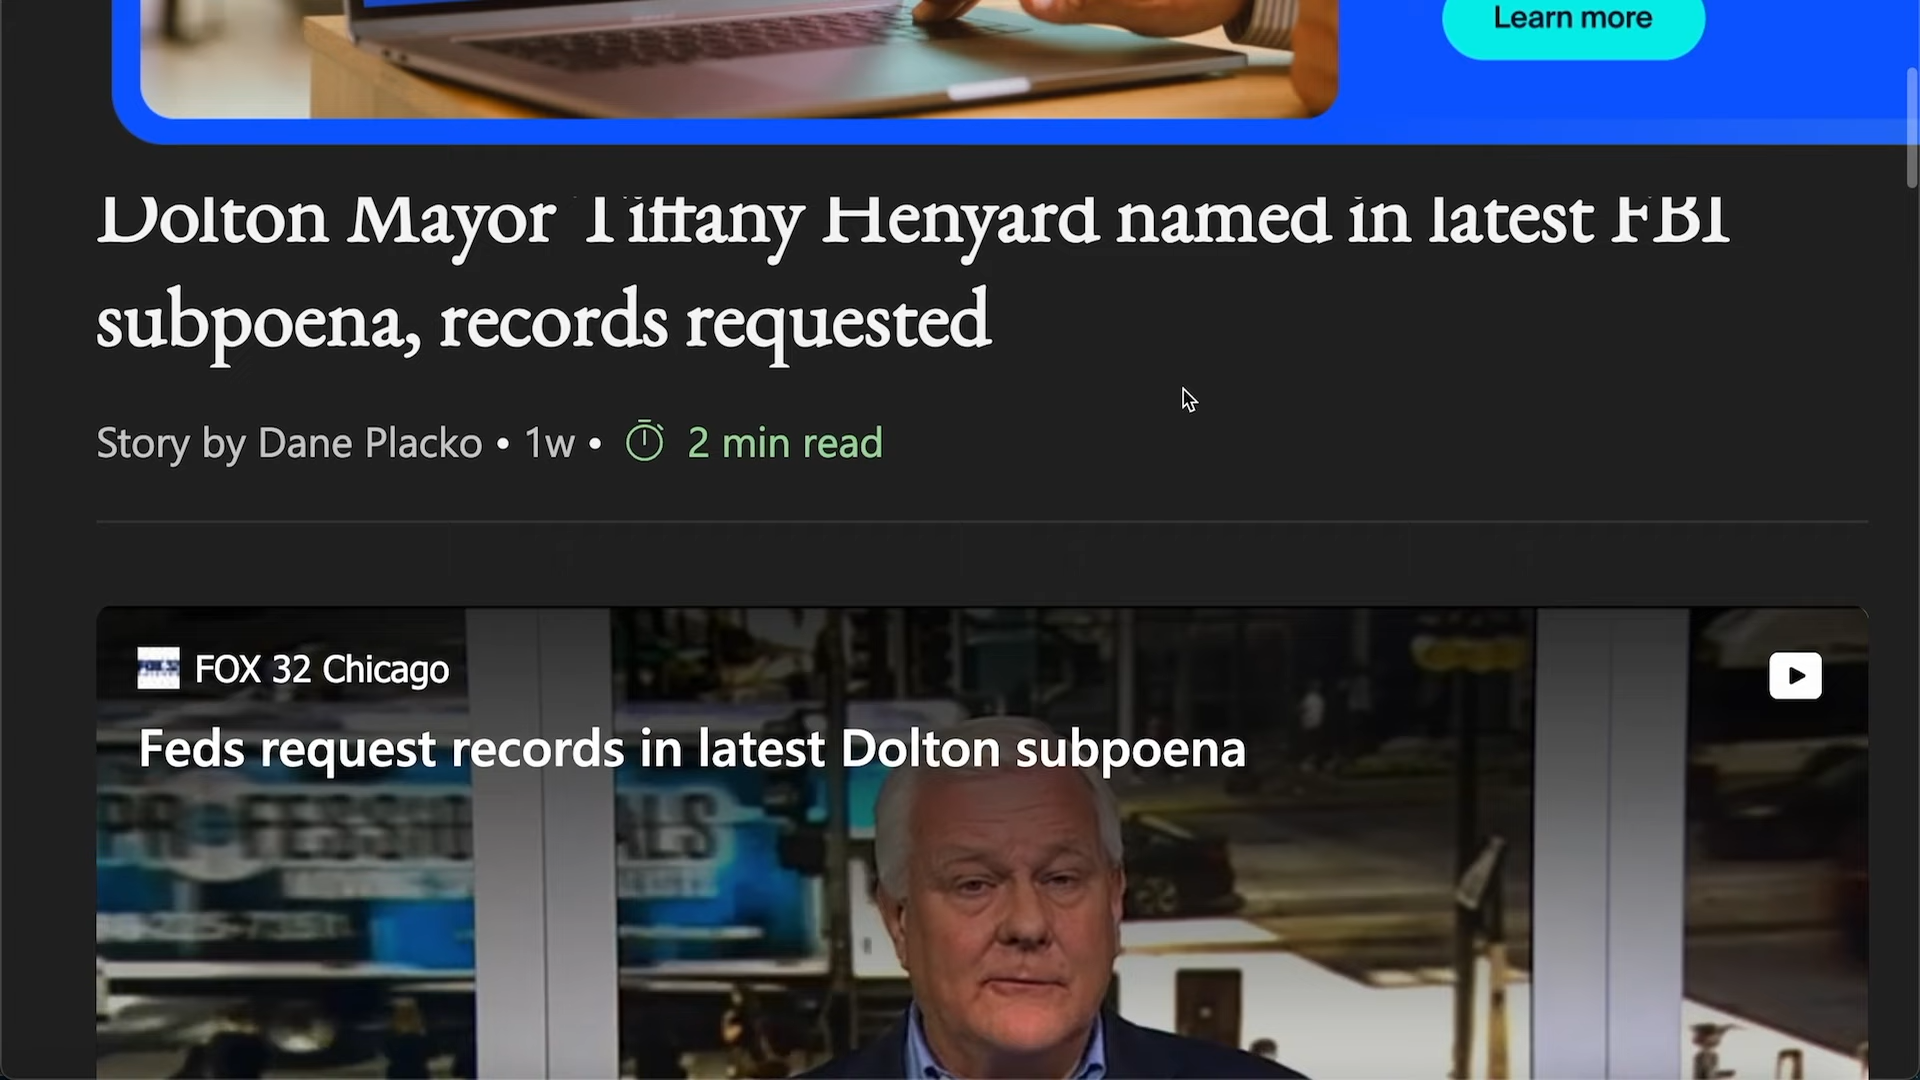 Learn more
Dolton Mayor Tiffany Henyard named in latest FBI
subpoena, records requested
Story by Dane Placko • 1w • 2 min read
FOX 32 Chicago
Feds request records in latest Dolton subpoena